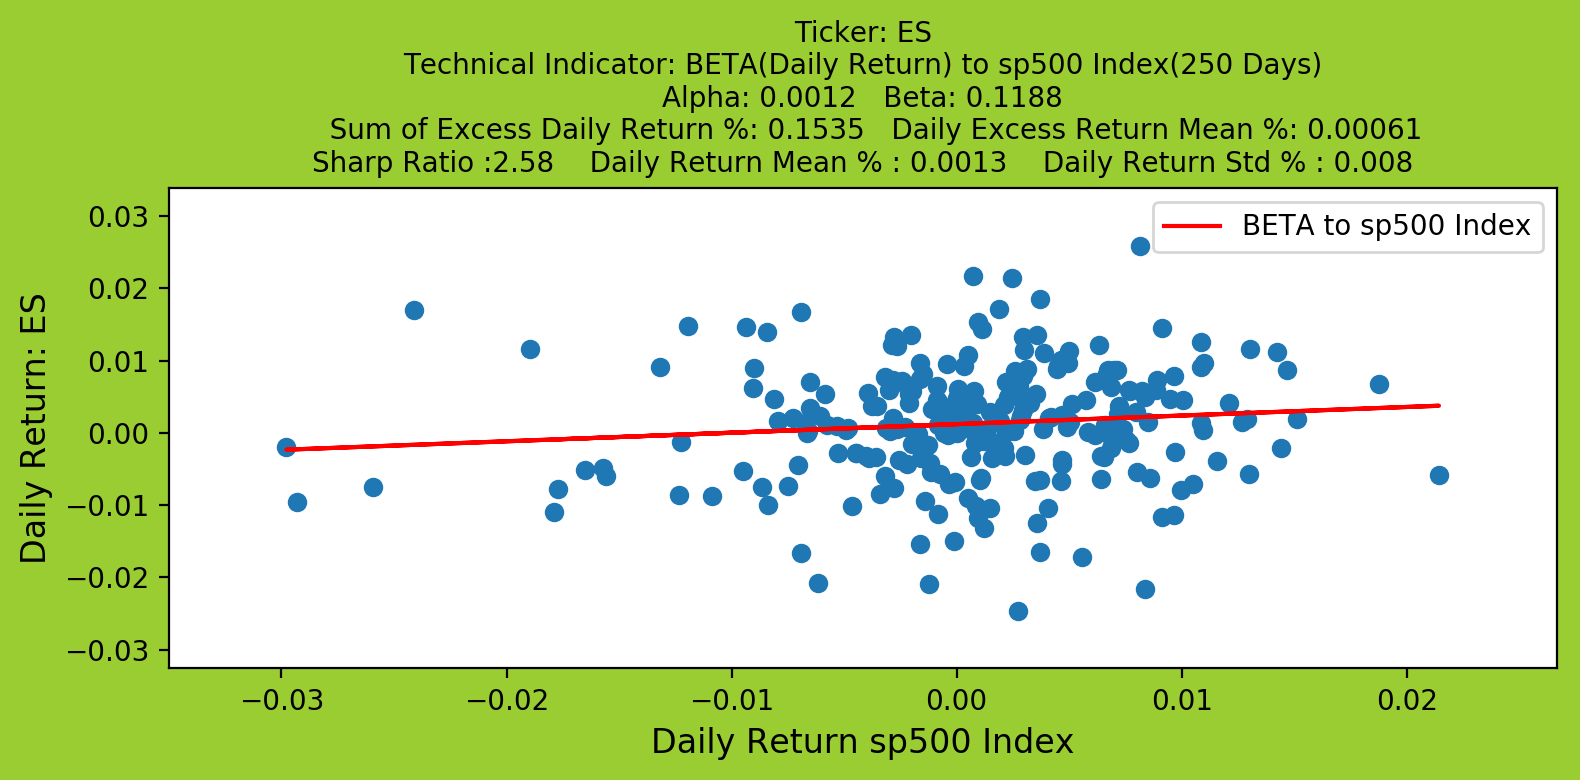 Ticker: ES
Technical Indicator: BETA(Daily Return) to sp500 Index(250 Days)
Alpha: 0.0012   Beta: 0.1188
Sum of Excess Daily Return %: 0.1535   Daily Excess Return Mean %: 0.00061
Sharp Ratio :2.58    Daily Return Mean % : 0.0013    Daily Return Std % : 0.008
BETA to sp500 Index
Daily Return: ES
0.03
0.02
0.01
0.00
−0.01
−0.02
−0.03
−0.03
−0.02
−0.01
0.00
0.01
0.02
Daily Return sp500 Index